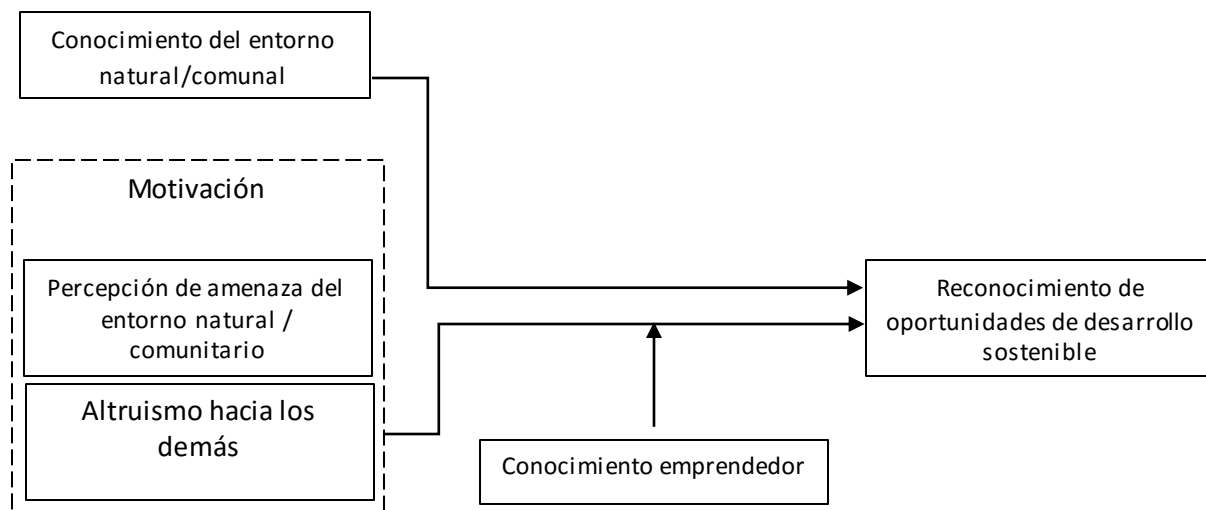 Conocimiento del entorno
natural/comunal
Motivación
Percepción de amenaza del
entorno natural /
comunitario
Altruismo hacia los
demás
Conocimiento emprendedor
Reconocimiento de
oportunidades de desarrollo
sostenible